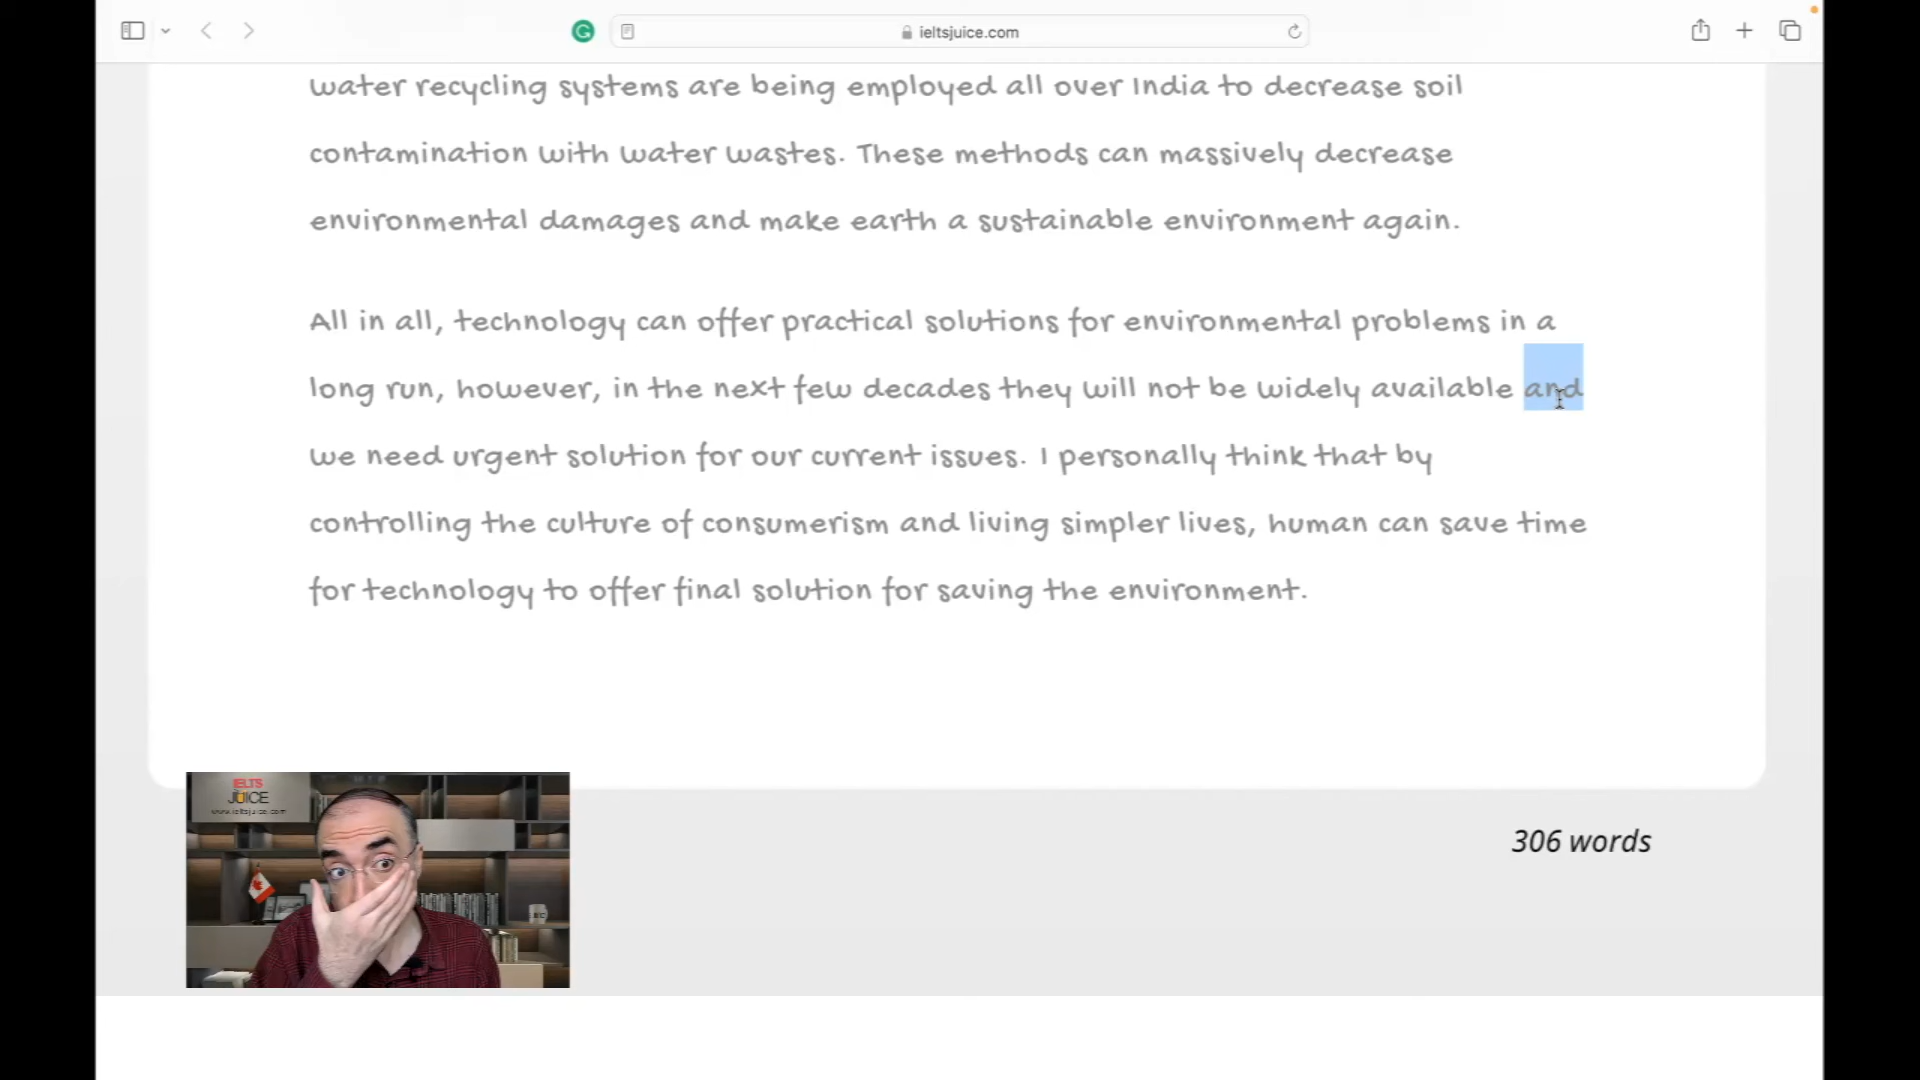 ieltsjuice.com
water recycling systems are being employed all over India to decrease soil
contamination with water wastes. These methods can massively decrease
environmental damages and make earth a sustainable environment again.
All in all, technology can offer practical solutions for environmental problems in a
long run, however, in the next few decades they will not be widely available and
we need urgent solution for our current issues. I personally think that by
controlling the culture of consumerism and living simpler lives, human can save time
for technology to offer final solution for saving the environment.
IELTS
JUICE
www.ieltsjuice.com
306 words